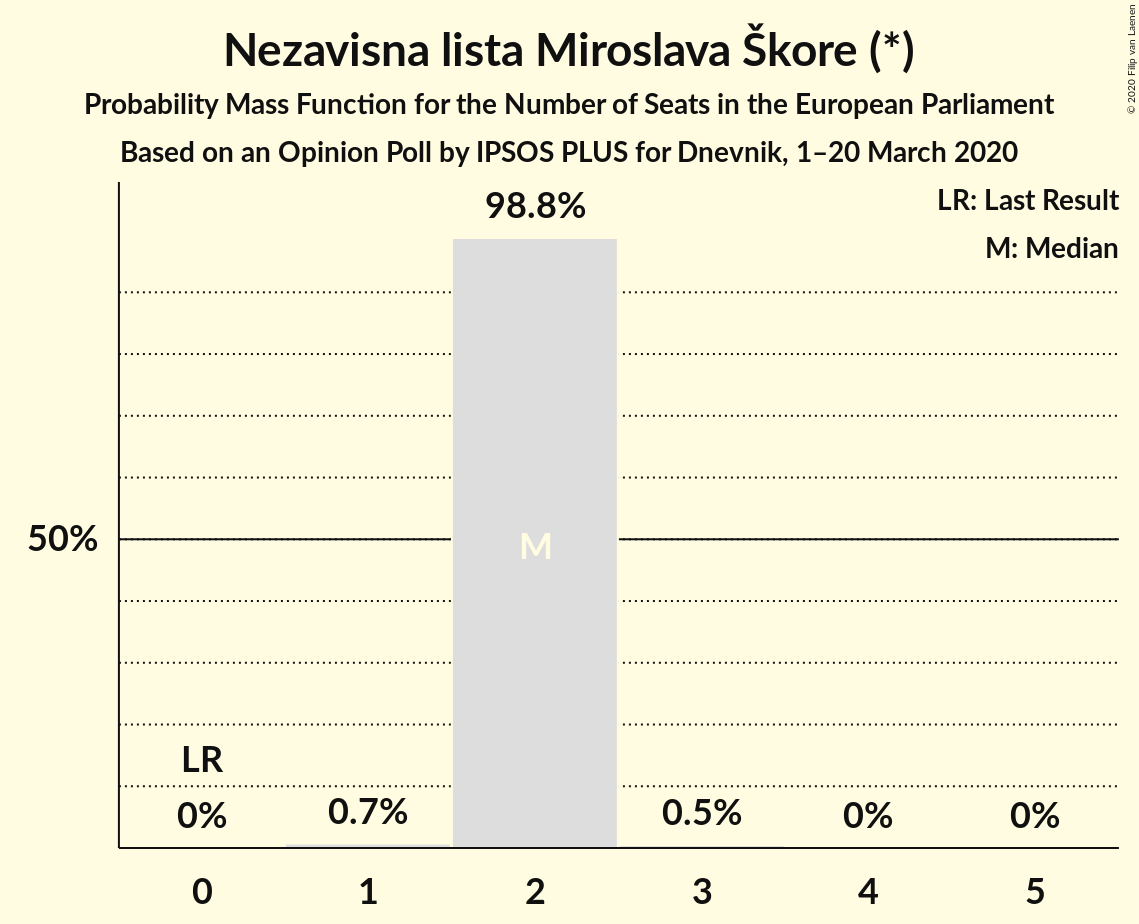 Nezavisna lista Miroslava Škore (*)
Probability Mass Function for the Number of Seats in the European Parliament
Based on an Opinion Poll by IPSOS PLUS for Dnevnik, 1–20 March 2020
© 2020 Filip van Laenen
LR: Last Result
M: Median
98.8%
50%
M
LR
0%
0.7%
0.5%
0%
0%
0 1 2 3 4 5